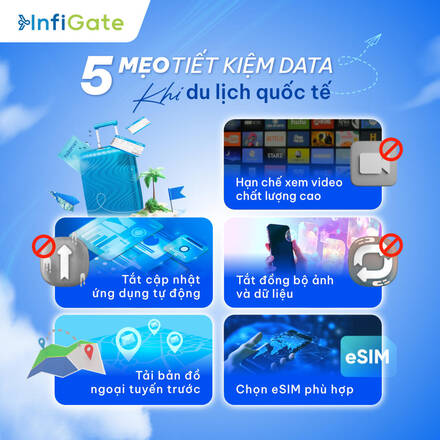 InfiGate
5 MẸO TIẾT KIỆM DATA
Khi du lịch quốc tế
Hạn chế xem video
chất lượng cao
Tắt cập nhật
ứng dụng tự động
Tắt đồng bộ ảnh
và dữ liệu
Tải bản đồ
ngoại tuyến trước
eSIM
Chọn eSIM phù hợp